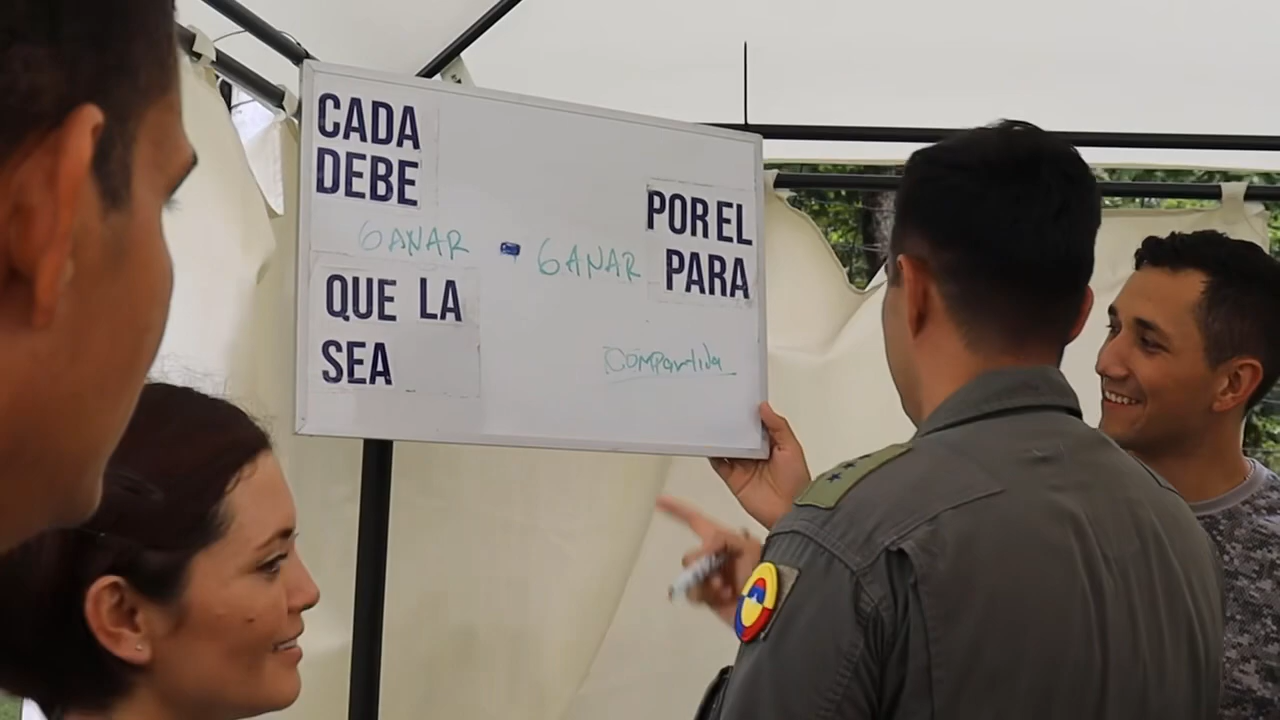 CADA
DEBE
GANAR - GANAR
QUE LA
SEA
POR EL
PARA
Compartida